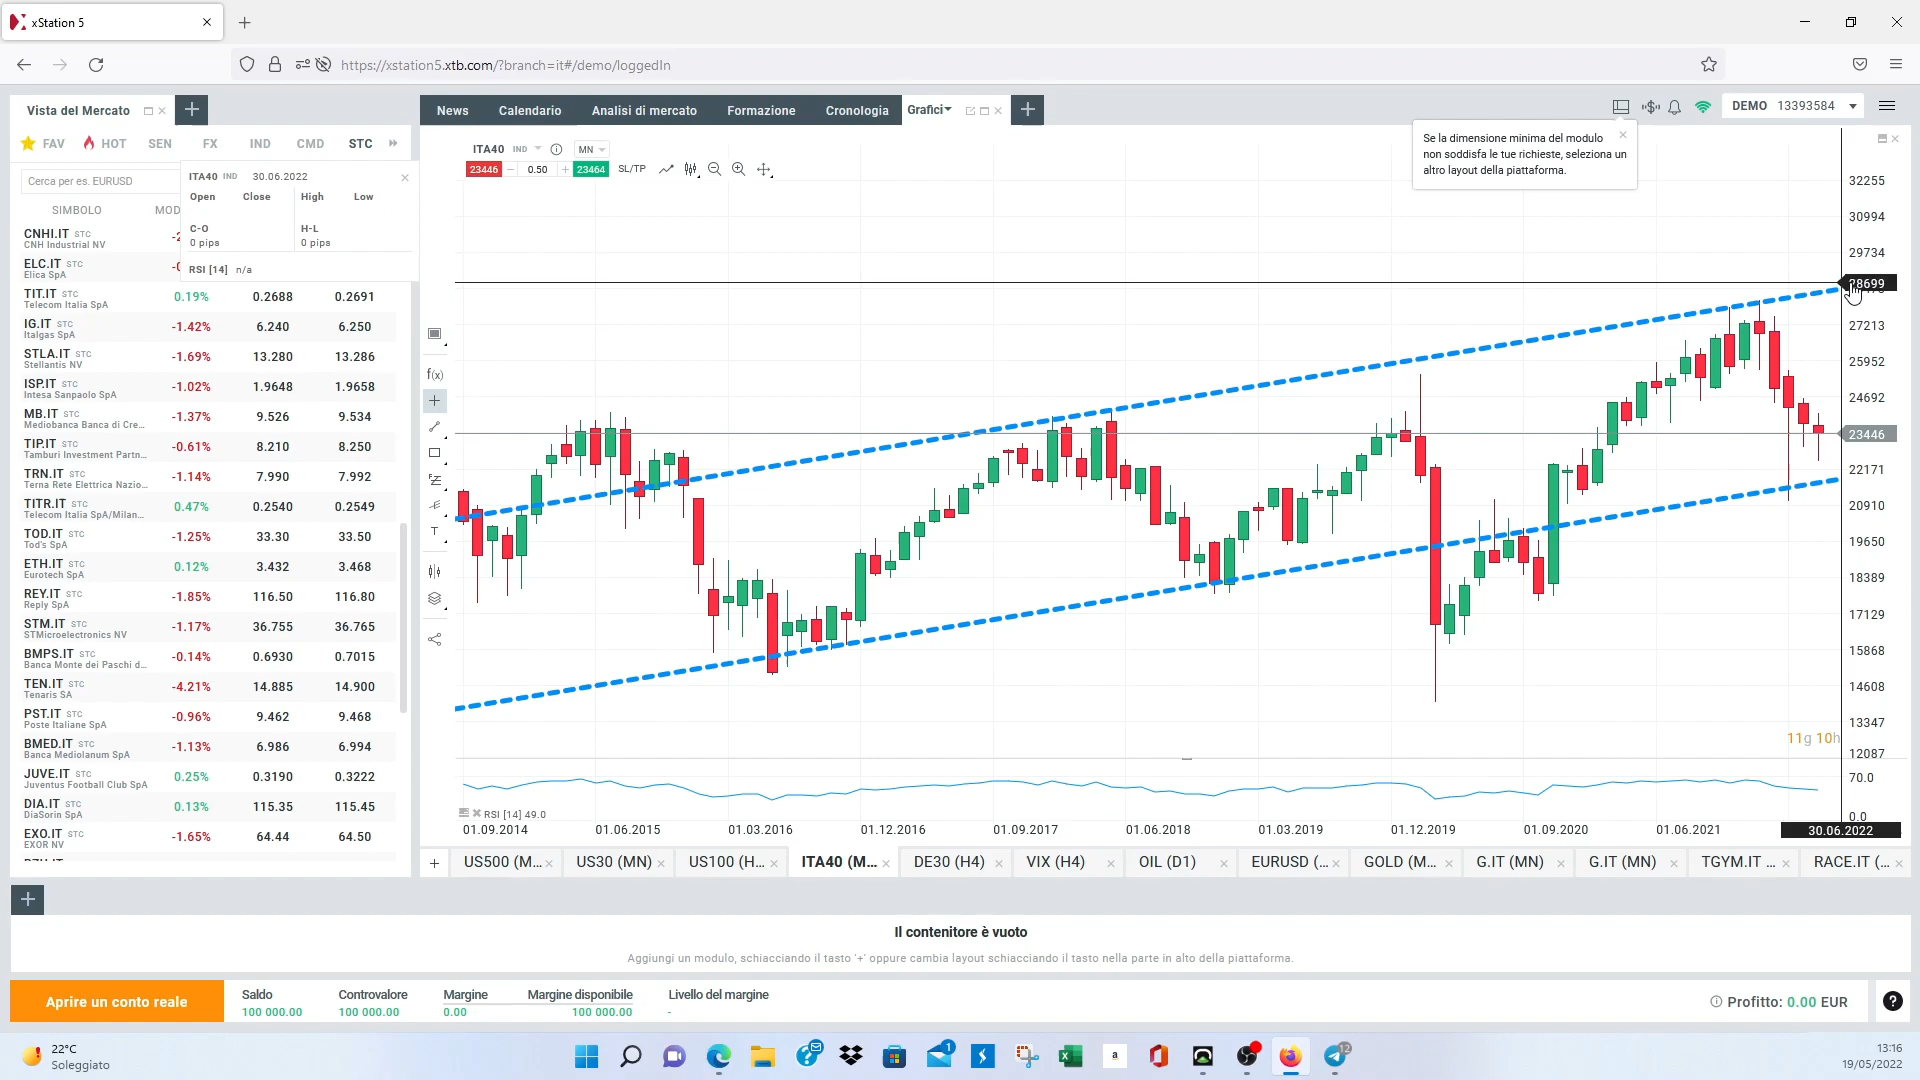 xStation 5
https://xstation5.xtb.com/?branch=it#/demo/loggedIn
Vista del Mercato
News
Calendario
Analisi di mercato
Formazione
Cronologia
Grafici
DEMO 13393584
FAV
HOT
SEN
FX
IND
CMD
STC
Se la dimensione minima del modulo
non soddisfa le tue richieste, seleziona un
altro layout della piattaforma.
Cerca per es. EURUSD
SIMBOLO
ITA40 IND 30.06.2022
Open Close High Low
C-O H-L
0 pips 0 pips
RSI [14] n/a
ITA40 IND MN
23446 0.50 23464 SL/TP
CNHI.IT STC
CNH Industrial NV
ELC.IT STC
Elica SpA
TIT.IT STC 0.19% 0.2688 0.2691
Telecom Italia SpA
IG.IT STC -1.42% 6.240 6.250
Italgas SpA
STLA.IT STC -1.69% 13.280 13.286
Stellantis NV
ISP.IT STC -1.02% 1.9648 1.9658
Intesa Sanpaolo SpA
MB.IT STC -1.37% 9.526 9.534
Mediobanca Banca di Cre...
TIP.IT STC -0.61% 8.210 8.250
Tamburi Investment Partn...
TRN.IT STC -1.14% 7.990 7.992
Terna Rete Elettrica Nazio...
TITR.IT STC 0.47% 0.2540 0.2549
Telecom Italia SpA/Milan...
TOD.IT STC -1.25% 33.30 33.50
Tod's SpA
ETH.IT STC 0.12% 3.432 3.468
Eurotech SpA
REY.IT STC -1.85% 116.50 116.80
Reply SpA
STM.IT STC -1.17% 36.755 36.765
STMicroelectronics NV
BMPS.IT STC -0.14% 0.6930 0.7015
Banca Monte dei Paschi d...
TEN.IT STC -4.21% 14.885 14.900
Tenaris SA
PST.IT STC -0.96% 9.462 9.468
Poste Italiane SpA
BMED.IT STC -1.13% 6.986 6.994
Banca Mediolanum SpA
JUVE.IT STC 0.25% 0.3190 0.3222
Juventus Football Club SpA
DIA.IT STC 0.13% 115.35 115.45
DiaSorin SpA
EXO.IT STC -1.65% 64.44 64.50
EXOR NV
f(x)
T
32255
30994
29734
28699
27213
25952
24692
23446
22171
20910
19650
18389
17129
15868
14608
13347
12087
11g 10h
70.0
0.0
RSI [14] 49.0
01.09.2014 01.06.2015 01.03.2016 01.12.2016 01.09.2017 01.06.2018 01.03.2019 01.12.2019 01.09.2020 01.06.2021 30.06.2022
US500 (M... US30 (MN) US100 (H... ITA40 (M... DE30 (H4) VIX (H4) OIL (D1) EURUSD (... GOLD (M... G.IT (MN) G.IT (MN) TGYM.IT ... RACE.IT (...
Il contenitore è vuoto
Aggiungi un modulo, schiacciando il tasto '+' oppure cambia layout schiacciando il tasto nella parte in alto della piattaforma.
Aprire un conto reale
Saldo Controvalore Margine Margine disponibile Livello del margine
100 000.00 100 000.00 0.00 100 000.00 -
Profitto: 0.00 EUR
22°C
Soleggiato
1
a
12
13:16
19/05/2022